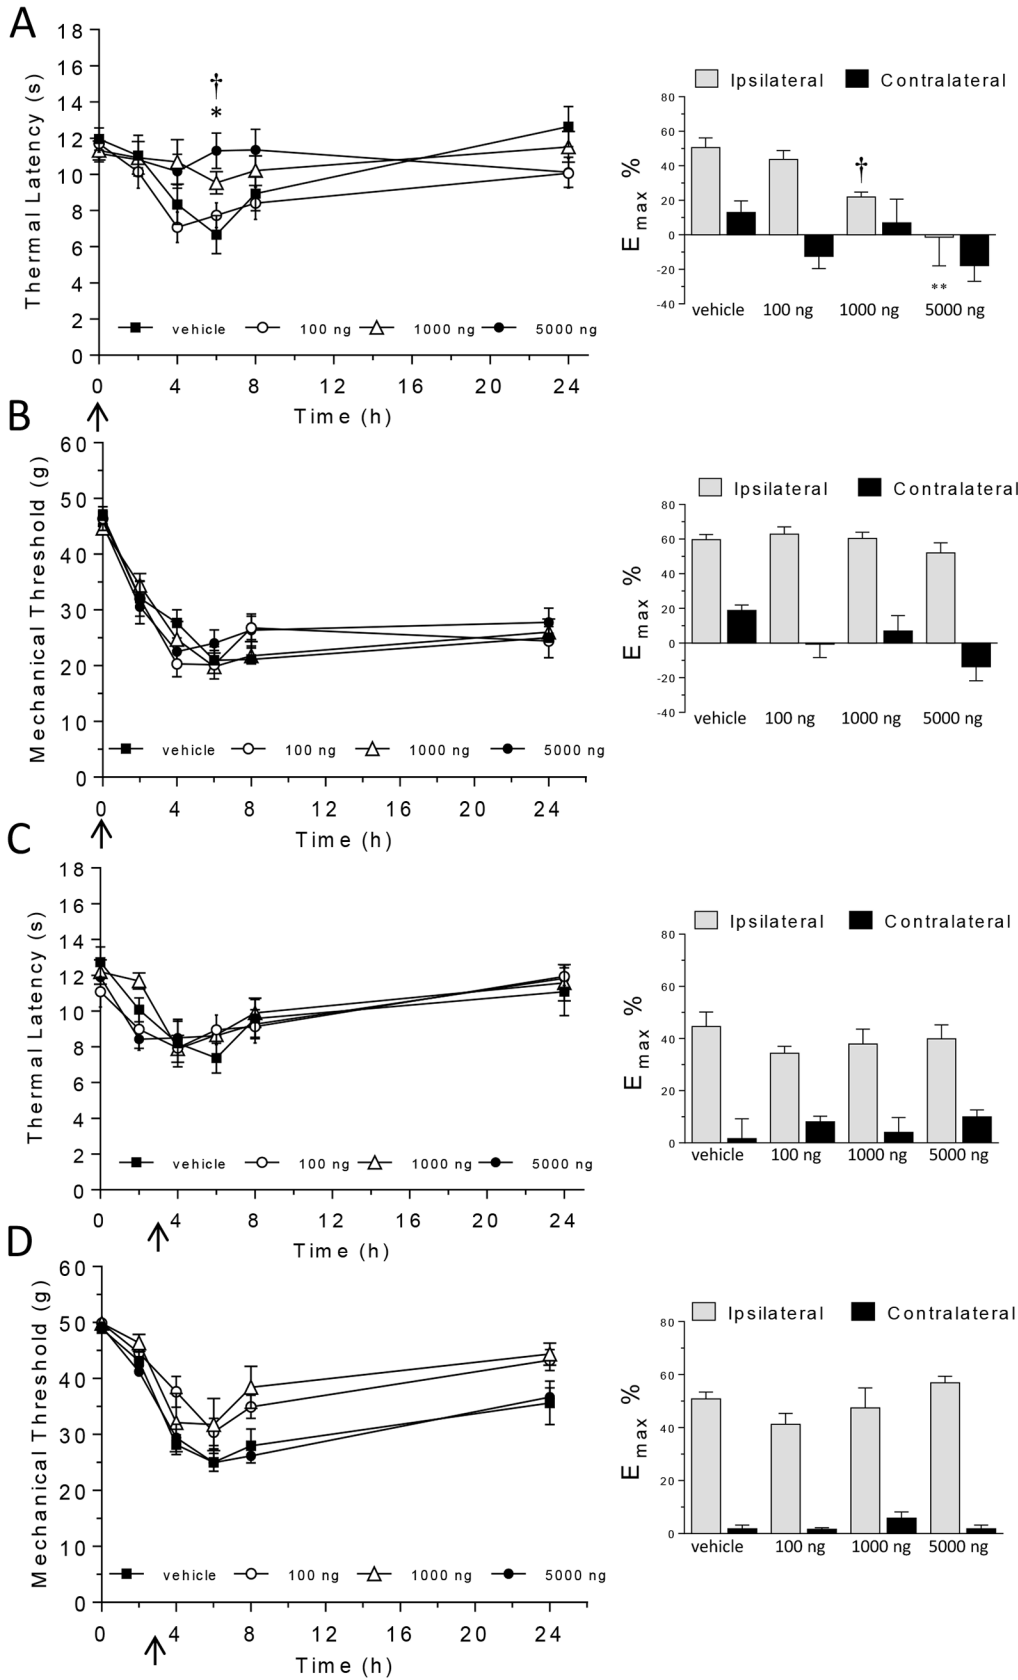 A
Thermal Latency (s)
18
16
14
12
10
8
6
4
2
0
†
*
vehicle 100 ng 1000 ng 5000 ng
0 4 8 12 16 20 24
Time (h)
↑
Ipsilateral Contralateral
E max %
80
60
40
20
0
-20
-40
†
**
vehicle 100 ng 1000 ng 5000 ng
B
Mechanical Threshold (g)
60
50
40
30
20
10
0
vehicle 100 ng 1000 ng 5000 ng
0 4 8 12 16 20 24
Time (h)
↑
Ipsilateral Contralateral
E max %
80
60
40
20
0
-20
-40
vehicle 100 ng 1000 ng 5000 ng
C
Thermal Latency (s)
18
16
14
12
10
8
6
4
2
0
vehicle 100 ng 1000 ng 5000 ng
0 4 8 12 16 20 24
Time (h)
↑
Ipsilateral Contralateral
E max %
80
60
40
20
0
vehicle 100 ng 1000 ng 5000 ng
D
Mechanical Threshold (g)
60
50
40
30
20
10
0
vehicle 100 ng 1000 ng 5000 ng
0 4 8 12 16 20 24
Time (h)
↑
Ipsilateral Contralateral
E max %
80
60
40
20
0
vehicle 100 ng 1000 ng 5000 ng